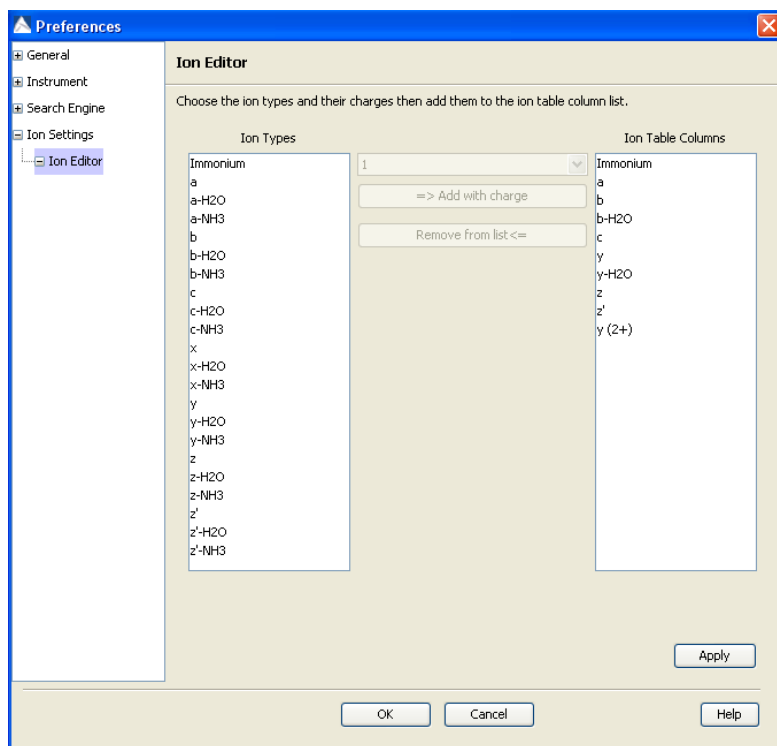 Preferences
General
Instrument
Search Engine
Ion Settings
Ion Editor
Ion Editor
Choose the ion types and their charges then add them to the ion table column list.
Ion Types
Immonium
a
a-H2O
a-NH3
b
b-H2O
b-NH3
c
c-H2O
c-NH3
x
x-H2O
x-NH3
y
y-H2O
y-NH3
z
z-H2O
z-NH3
z'
z'-H2O
z'-NH3
1
=> Add with charge
Remove from list <=
Ion Table Columns
Immonium
a
b
b-H2O
c
y
y-H2O
z
z'
y (2+)
Apply
OK
Cancel
Help